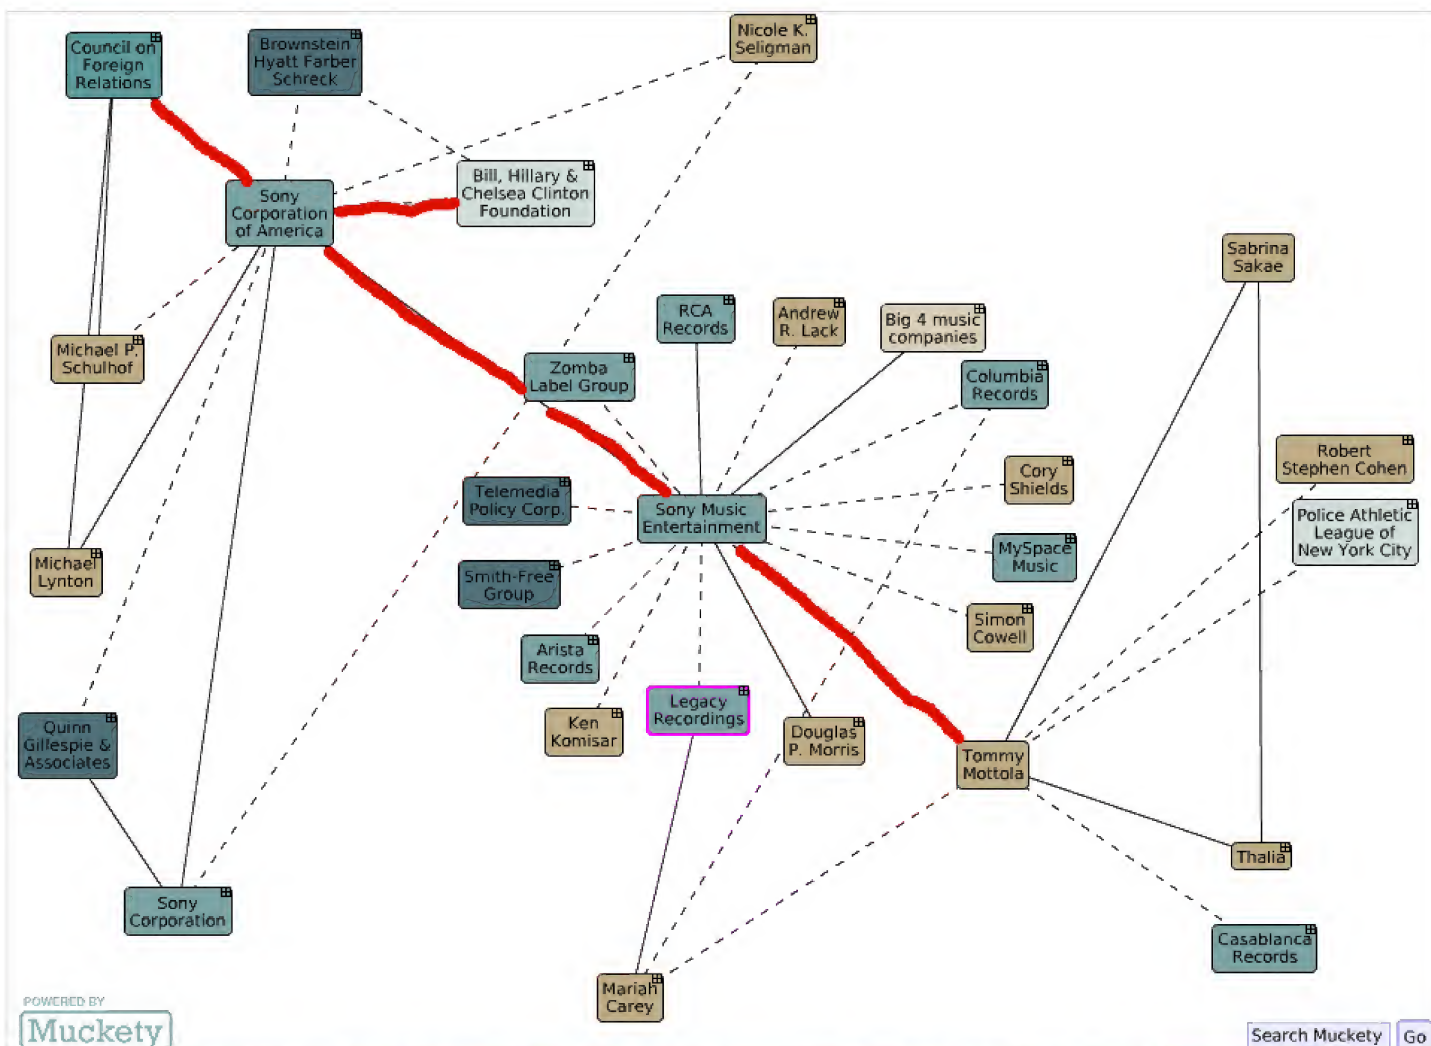 Council on
Foreign
Relations
Brownstein
Hyatt Farber
Schreck
Nicole K.
Seligman
Sony
Corporation
of America
Bill, Hillary &
Chelsea Clinton
Foundation
Sabrina
Sakae
Michael P.
Schulhof
RCA
Records
Andrew
R. Lack
Big 4 music
companies
Zomba
Label Group
Columbia
Records
Robert
Stephen Cohen
Cory
Shields
Telemedia
Policy Corp.
Sony Music
Entertainment
Police Athletic
League of
New York City
MySpace
Music
Michael
Lynton
Smith-Free
Group
Simon
Cowell
Arista
Records
Legacy
Recordings
Ken
Komisar
Douglas
P. Morris
Quinn
Gillespie &
Associates
Tommy
Mottola
Thalia
Sony
Corporation
Casablanca
Records
Mariah
Carey
POWERED BY
Muckety
Search Muckety Go